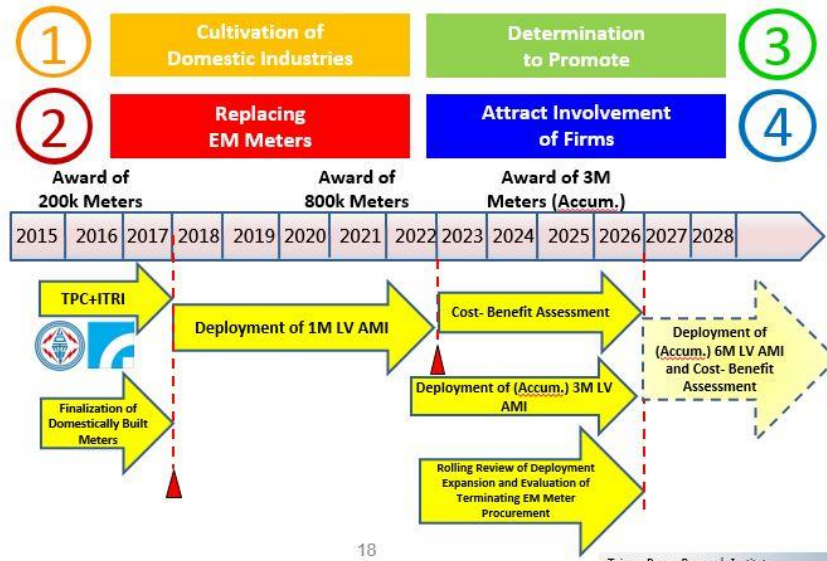 1
Cultivation of
Domestic Industries
Determination
to Promote
3
2
Replacing
EM Meters
Attract Involvement
of Firms
4
Award of
200k Meters
Award of
800k Meters
Award of 3M
Meters (Accum.)
2015 2016 2017 2018 2019 2020 2021 2022 2023 2024 2025 2026 2027 2028
TPC+ITRI
Deployment of 1M LV AMI
Cost- Benefit Assessment
Deployment of
(Accum.) 6M LV AMI
and Cost- Benefit
Assessment
Finalization of
Domestically Built
Meters
Deployment of (Accum.) 3M LV
AMI
Rolling Review of Deployment
Expansion and Evaluation of
Terminating EM Meter
Procurement
18